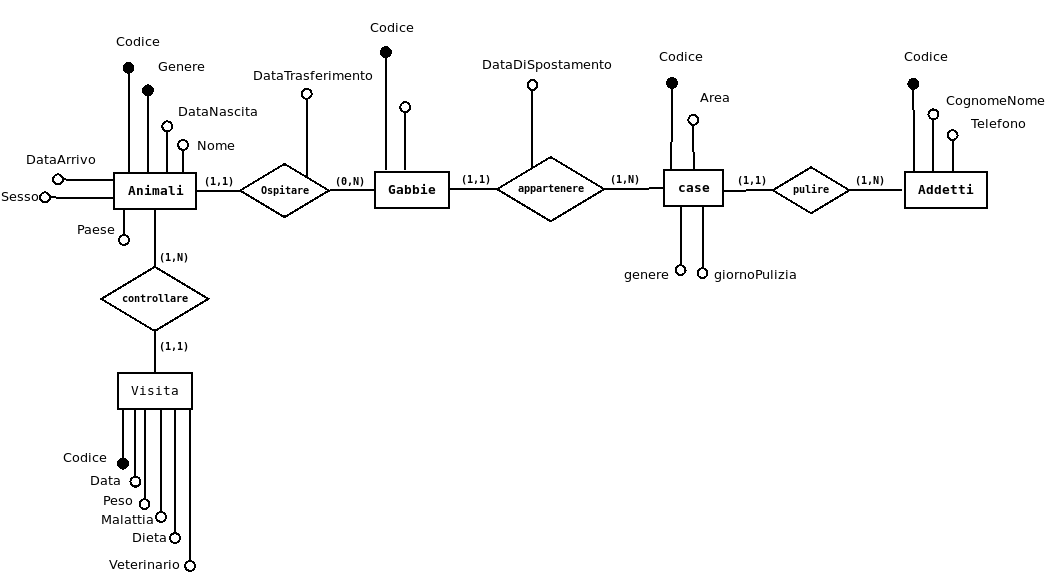 Codice
Codice
Genere
DataTrasferimento
DataDiSpostamento
Codice
Area
Codice
CognomeNome
Telefono
DataNascita
Nome
DataArrivo
Sesso
Animali
(1,1)
Ospitare
(0,N)
Gabbie
(1,1)
appartenere
(1,N)
case
(1,1)
pulire
(1,N)
Addetti
Paese
(1,N)
genere
giornoPulizia
controllare
(1,1)
Visita
Codice
Data
Peso
Malattia
Dieta
Veterinario